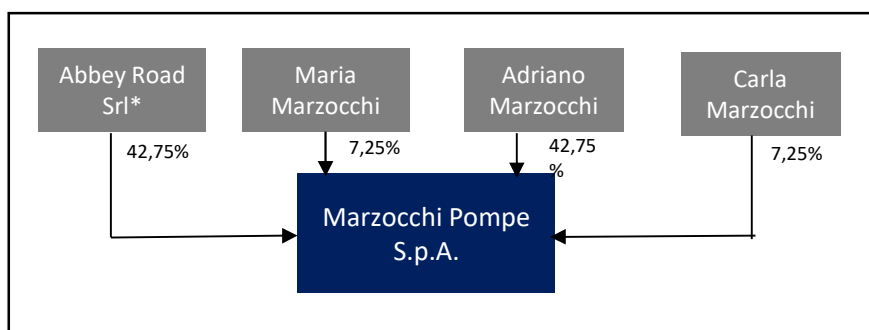 Abbey Road
Srl*
Maria
Marzocchi
Adriano
Marzocchi
Carla
Marzocchi
42,75%
7,25%
42,75
%
7,25%
Marzocchi Pompe
S.p.A.